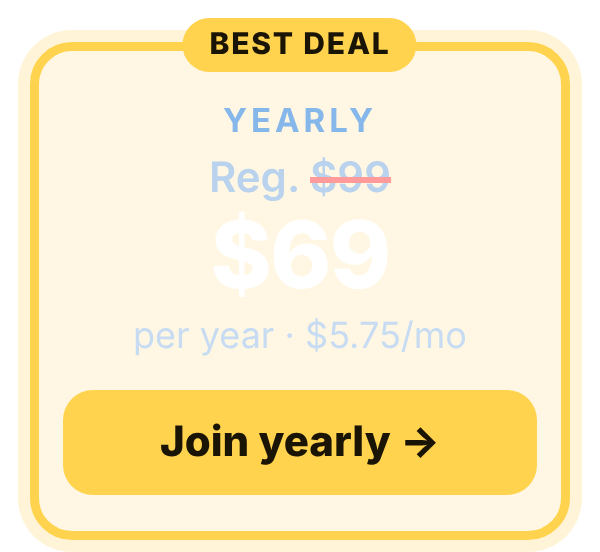 BEST DEAL
YEARLY
Reg. $99
$69
per year · $5.75/mo
Join yearly →